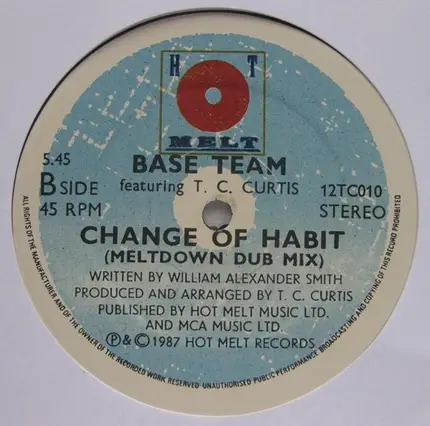 HOT
MELT
BASE TEAM
5.45
featuring T. C. CURTIS
B SIDE
12TC010
45 RPM
STEREO
CHANGE OF HABIT
(MELTDOWN DUB MIX)
WRITTEN BY WILLIAM ALEXANDER SMITH
PRODUCED AND ARRANGED BY T. C. CURTIS
PUBLISHED BY HOT MELT MUSIC LTD.
AND MCA MUSIC LTD.
℗&©1987 HOT MELT RECORDS
ALL RIGHTS OF THE MANUFACTURER AND OF THE OWNER OF THE RECORDED WORK RESERVED UNAUTHORISED PUBLIC PERFORMANCE BROADCASTING AND COPYING OF THIS RECORD PROHIBITED